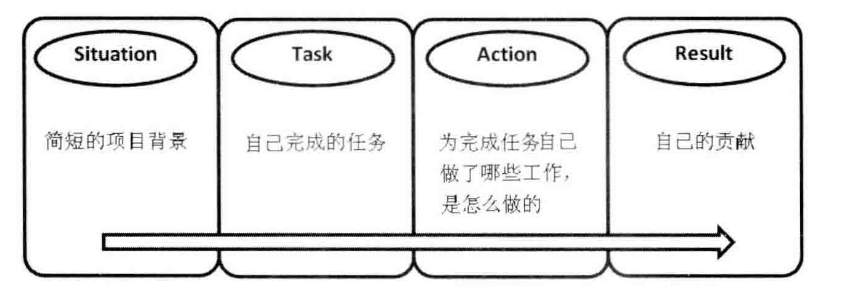 Situation
Task
Action
Result
简短的项目背景
自己完成的任务
为完成任务自己
做了哪些工作，
是怎么做的
自己的贡献